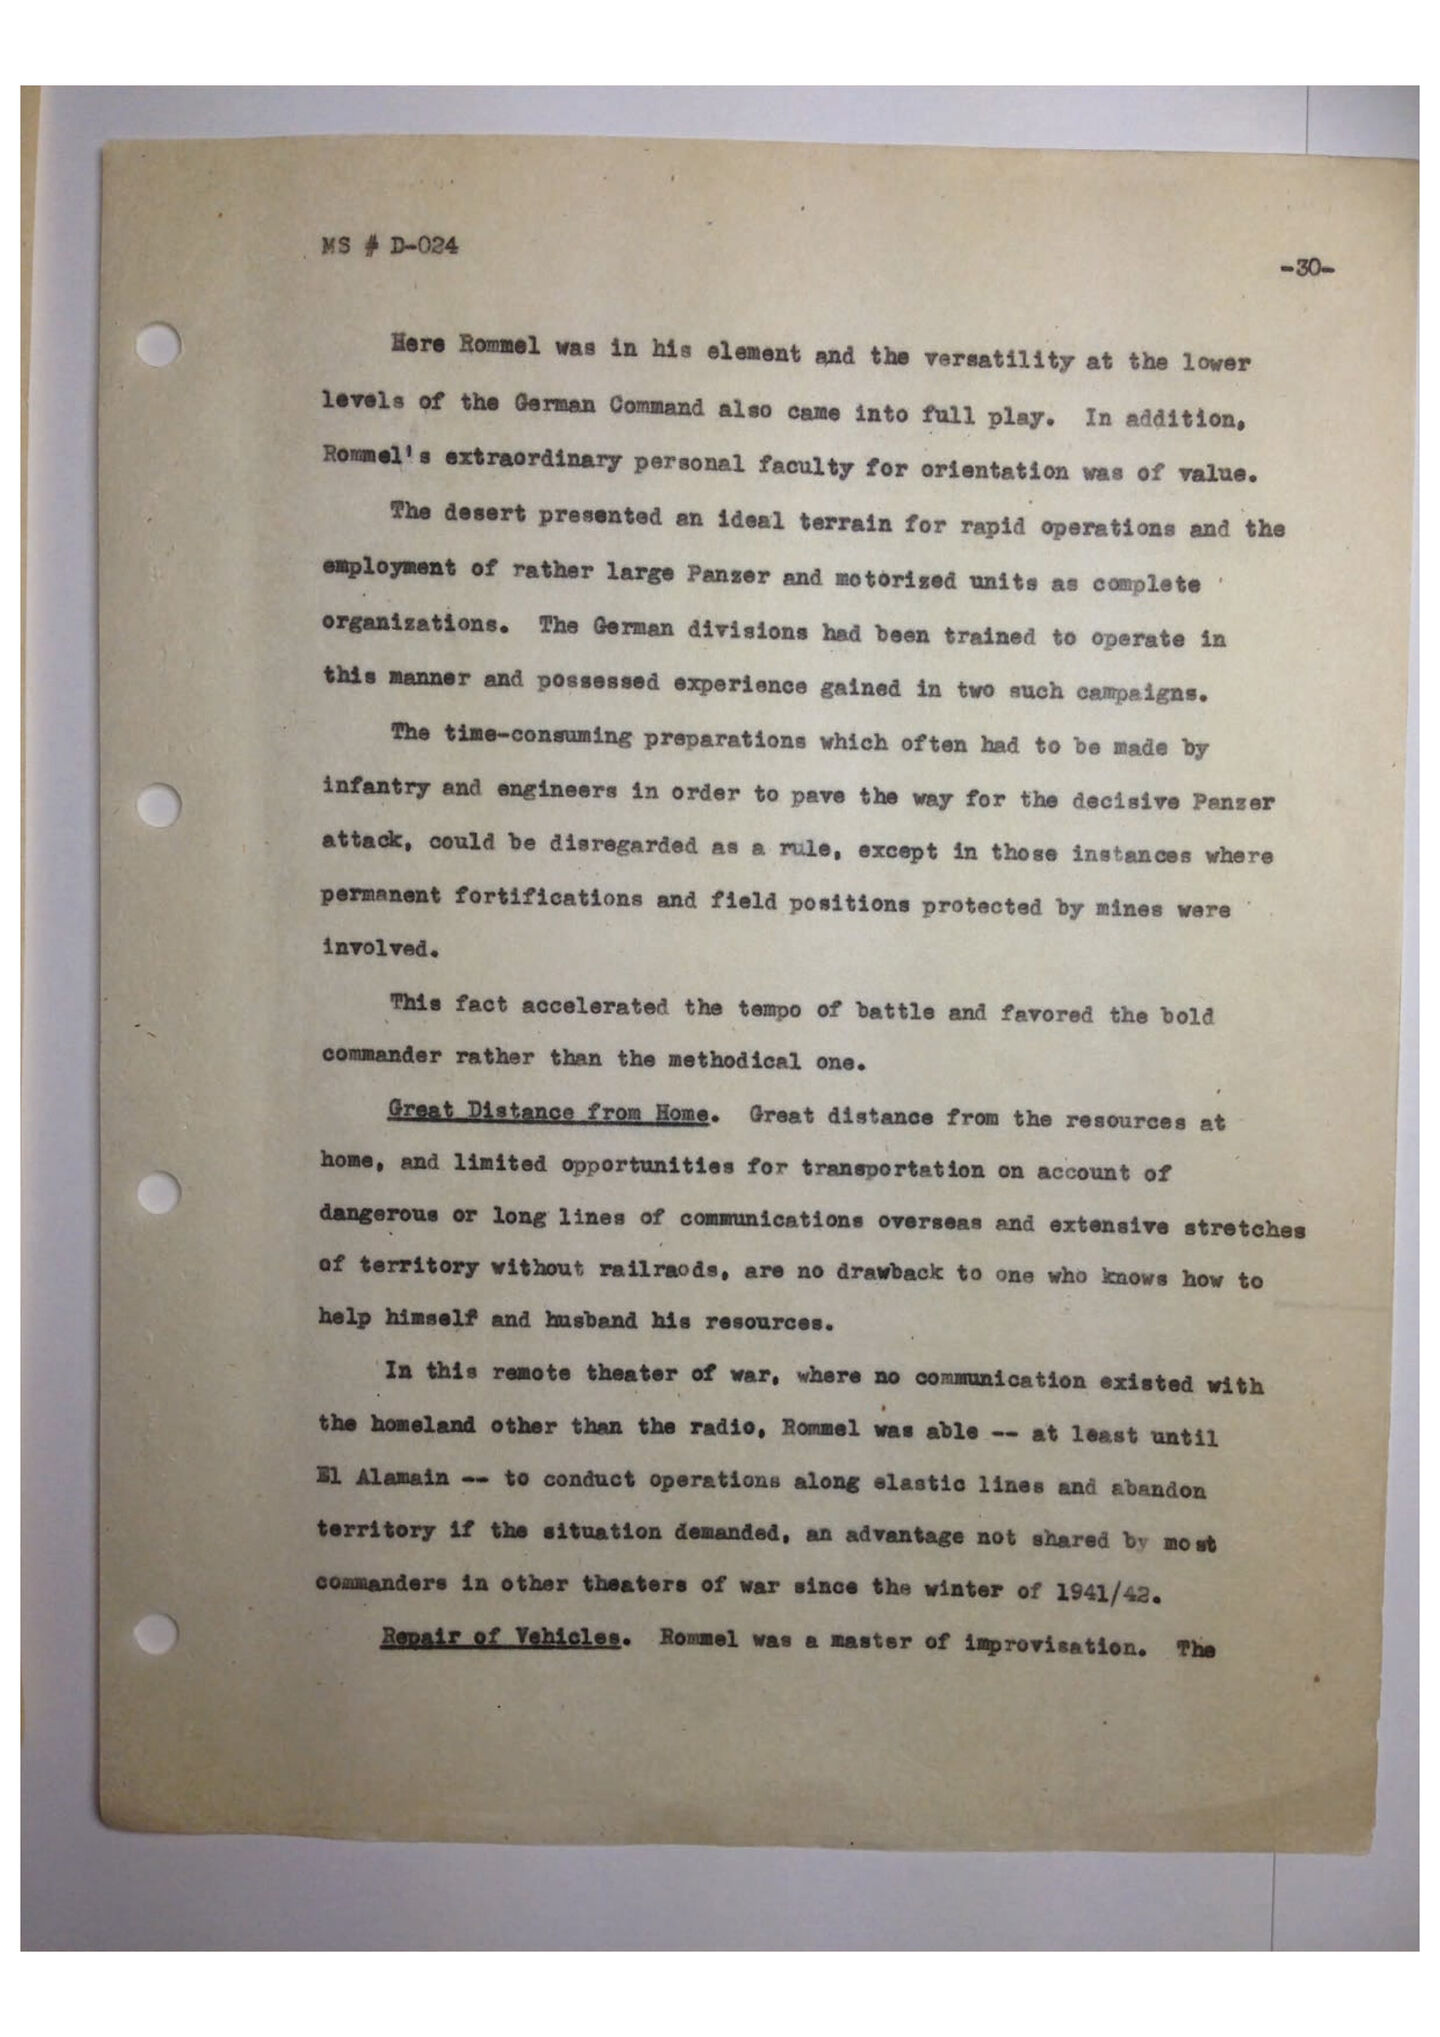 MS # D-024
-30-
Here Rommel was in his element and the versatility at the lower
levels of the German Command also came into full play. In addition,
Rommel's extraordinary personal faculty for orientation was of value.
The desert presented an ideal terrain for rapid operations and the
employment of rather large Panzer and motorized units as complete
organizations. The German divisions had been trained to operate in
this manner and possessed experience gained in two such campaigns.
The time-consuming preparations which often had to be made by
infantry and engineers in order to pave the way for the decisive Panzer
attack, could be disregarded as a rule, except in those instances where
permanent fortifications and field positions protected by mines were
involved.
This fact accelerated the tempo of battle and favored the bold
commander rather than the methodical one.
Great Distance from Home. Great distance from the resources at
home, and limited opportunities for transportation on account of
dangerous or long lines of communications overseas and extensive stretches
of territory without railraods, are no drawback to one who knows how to
help himself and husband his resources.
In this remote theater of war, where no communication existed with
the homeland other than the radio, Rommel was able -- at least until
El Alamain -- to conduct operations along elastic lines and abandon
territory if the situation demanded, an advantage not shared by most
commanders in other theaters of war since the winter of 1941/42.
Repair of Vehicles. Rommel was a master of improvisation. The